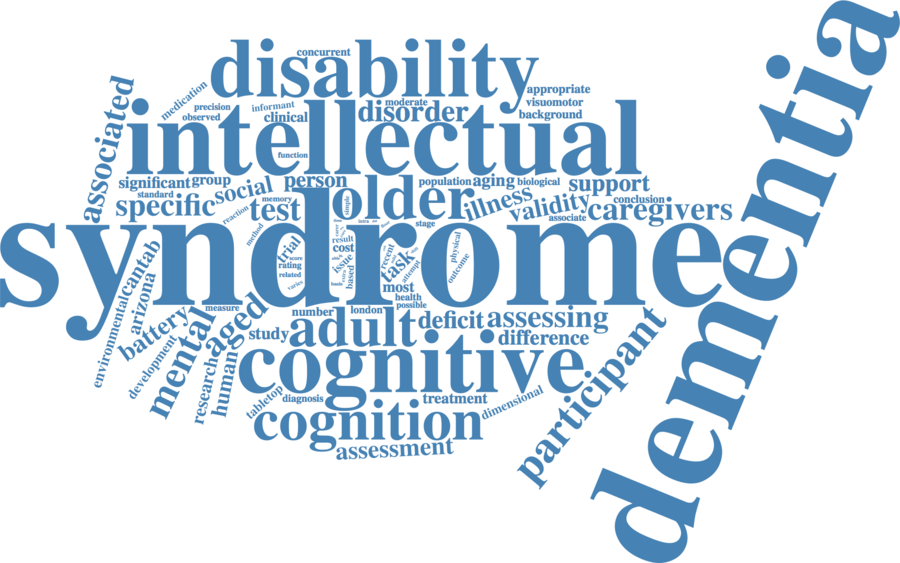 disability
concurrent
medication
precision
observed
informant
clinical
moderate
disorder
appropriate
visuomotor
background
associated
intellectual
function
significant
group
standard
social
person
memory
older
simple
population
aging
biological
support
illness
validity
conclusion
associate
caregivers
specific
reaction
test
method
stage
syndrome
dementia
trial
score
rating
related
varies
result
cost
issue
based
recent
task
attempt
physical
outcome
most
health
possible
environmental
cantab
arizona
battery
development
mental
measure
aged
research
human
number
london
study
adult
deficit
assessing
difference
participant
cognitive
tabletop
diagnosis
treatment
dimensional
cognition
assessment